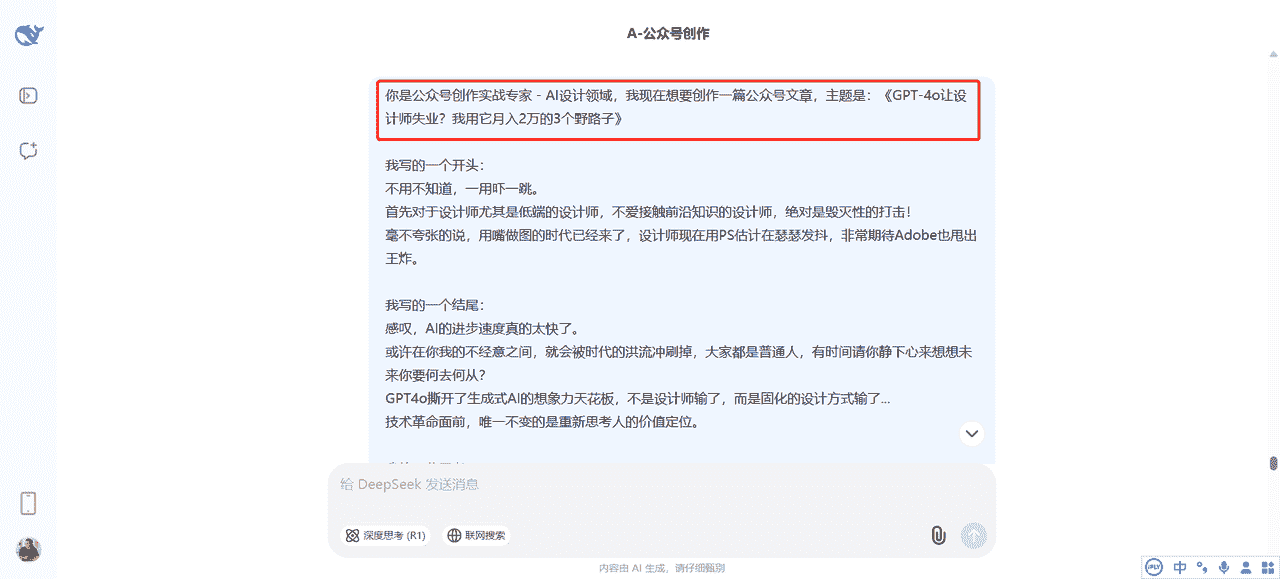 A-公众号创作
你是公众号创作实战专家 - AI设计领域，我现在想要创作一篇公众号文章，主题是：《GPT-4o让设
计师失业？我用它月入2万的3个野路子》
我写的一个开头：
不用不知道，一用吓一跳。
首先对于设计师尤其是低端的设计师，不爱接触前沿知识的设计师，绝对是毁灭性的打击！
毫不夸张的说，用嘴做图的时代已经来了，设计师现在用PS估计在瑟瑟发抖，非常期待Adobe也甩出
王炸。
我写的一个结尾：
感叹，AI的进步速度真的太快了。
或许在你我的不经意之间，就会被时代的洪流冲刷掉，大家都是普通人，有时间请你静下心来想想未
来你要何去何从？
GPT4o撕开了生成式AI的想象力天花板，不是设计师输了，而是固化的设计方式输了...
技术革命面前，唯一不变的是重新思考人的价值定位。
给 DeepSeek 发送消息
深度思考 (R1)
联网搜索
内容由 AI 生成，请仔细甄别
iFLY 中